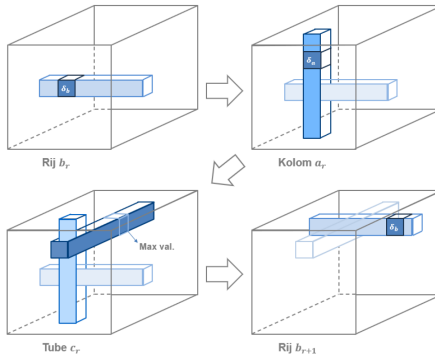 δ_b
Rij b_r
δ_a
Kolom a_r
Max val.
Tube c_r
δ_b
Rij b_{r+1}